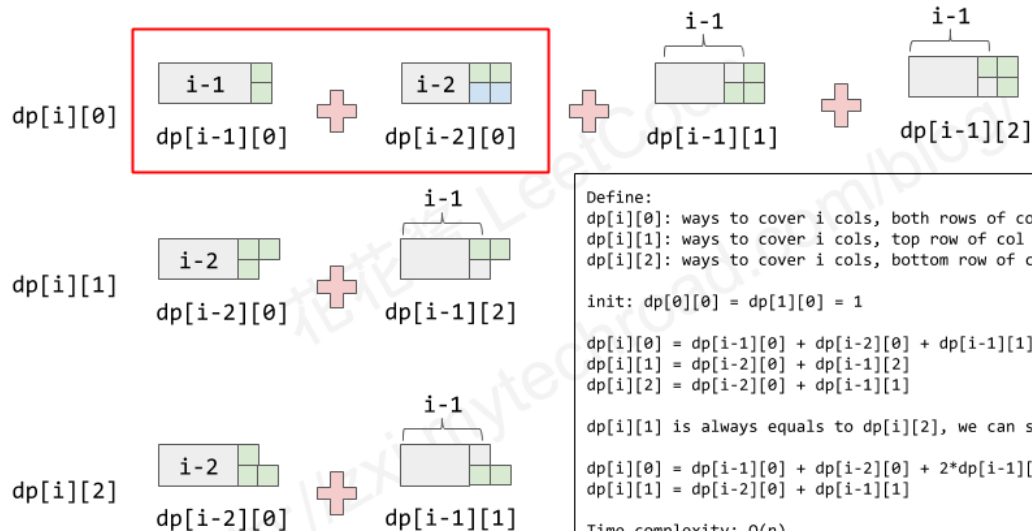 i-1
i-1
dp[i][0]
i-1
i-2
dp[i-1][0]
dp[i-2][0]
dp[i-1][1]
dp[i-1][2]
i-1
dp[i][1]
i-2
dp[i-2][0]
dp[i-1][2]
i-1
dp[i][2]
i-2
dp[i-2][0]
dp[i-1][1]
Define:
dp[i][0]: ways to cover i cols, both rows of
dp[i][1]: ways to cover i cols, top row of col
dp[i][2]: ways to cover i cols, bottom row of
init: dp[0][0] = dp[1][0] = 1
dp[i][0] = dp[i-1][0] + dp[i-2][0] + dp[i-1][1]
dp[i][1] = dp[i-2][0] + dp[i-1][2]
dp[i][2] = dp[i-2][0] + dp[i-1][1]
dp[i][1] is always equals to dp[i][2], we can
dp[i][0] = dp[i-1][0] + dp[i-2][0] + 2*dp[i-1][
dp[i][1] = dp[i-2][0] + dp[i-1][1]
Time complexity: O(n)